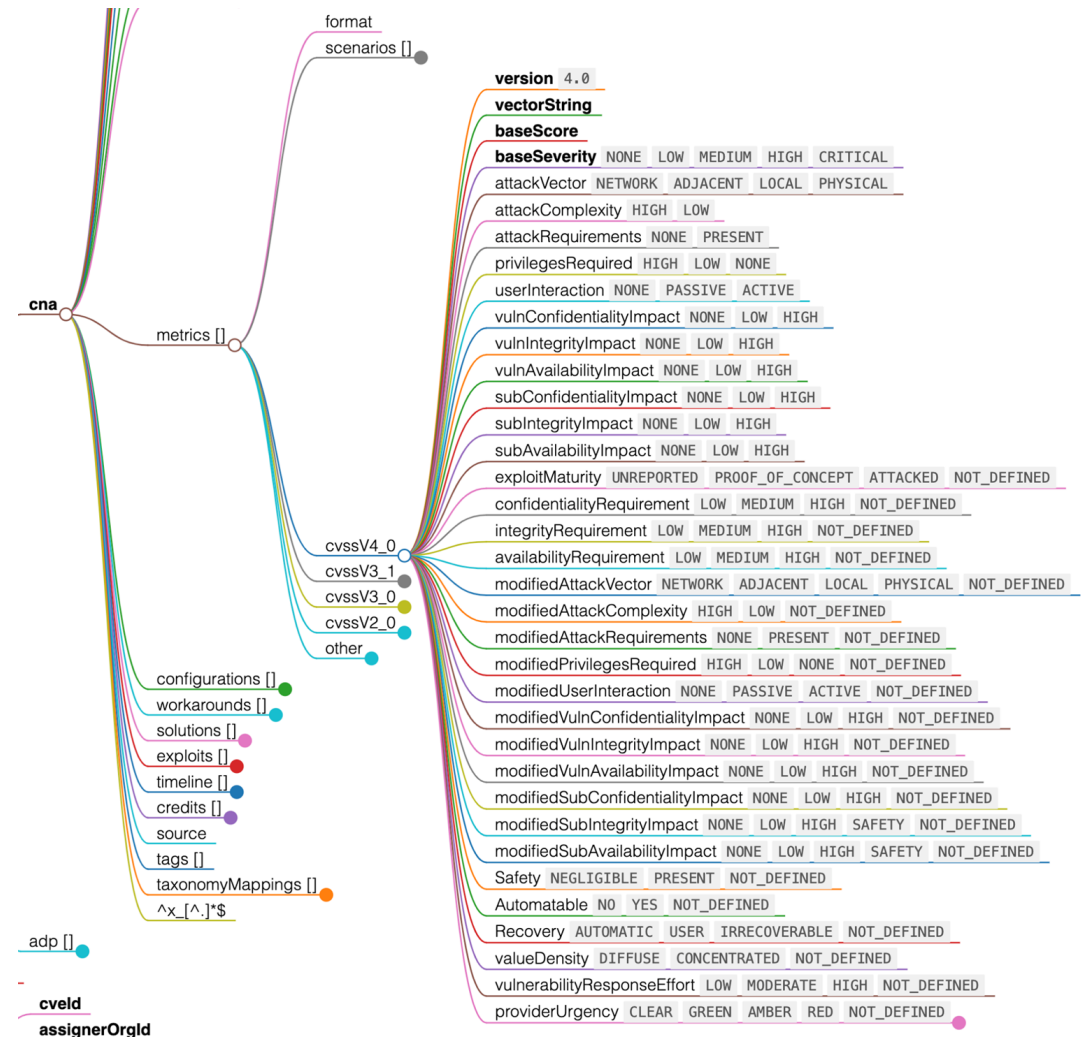 format
scenarios []
version 4.0
vectorString
baseScore
baseSeverity NONE LOW MEDIUM HIGH CRITICAL
attackVector NETWORK ADJACENT LOCAL PHYSICAL
attackComplexity HIGH LOW
attackRequirements NONE PRESENT
privilegesRequired HIGH LOW NONE
userInteraction NONE PASSIVE ACTIVE
cna
vulnConfidentialityImpact NONE LOW HIGH
metrics []
vulnIntegrityImpact NONE LOW HIGH
vulnAvailabilityImpact NONE LOW HIGH
subConfidentialityImpact NONE LOW HIGH
subIntegrityImpact NONE LOW HIGH
subAvailabilityImpact NONE LOW HIGH
exploitMaturity UNREPORTED PROOF_OF_CONCEPT ATTACKED NOT_DEFINED
confidentialityRequirement LOW MEDIUM HIGH NOT_DEFINED
integrityRequirement LOW MEDIUM HIGH NOT_DEFINED
availabilityRequirement LOW MEDIUM HIGH NOT_DEFINED
cvssV4_0
cvssV3_1
cvssV3_0
cvssV2_0
other
modifiedAttackVector NETWORK ADJACENT LOCAL PHYSICAL NOT_DEFINED
modifiedAttackComplexity HIGH LOW NOT_DEFINED
modifiedAttackRequirements NONE PRESENT NOT_DEFINED
modifiedPrivilegesRequired HIGH LOW NONE NOT_DEFINED
modifiedUserInteraction NONE PASSIVE ACTIVE NOT_DEFINED
modifiedVulnConfidentialityImpact NONE LOW HIGH NOT_DEFINED
modifiedVulnIntegrityImpact NONE LOW HIGH NOT_DEFINED
modifiedVulnAvailabilityImpact NONE LOW HIGH NOT_DEFINED
modifiedSubConfidentialityImpact NONE LOW HIGH NOT_DEFINED
modifiedSubIntegrityImpact NONE LOW HIGH SAFETY NOT_DEFINED
modifiedSubAvailabilityImpact NONE LOW HIGH SAFETY NOT_DEFINED
Safety NEGLIGIBLE PRESENT NOT_DEFINED
Automatable NO YES NOT_DEFINED
Recovery AUTOMATIC USER IRRECOVERABLE NOT_DEFINED
valueDensity DIFFUSE CONCENTRATED NOT_DEFINED
vulnerabilityResponseEffort LOW MODERATE HIGH NOT_DEFINED
providerUrgency CLEAR GREEN AMBER RED NOT_DEFINED
configurations []
workarounds []
solutions []
exploits []
timeline []
credits []
source
tags []
taxonomyMappings []
^x_[^.]*$
adp []
cveId
assignerOrgId